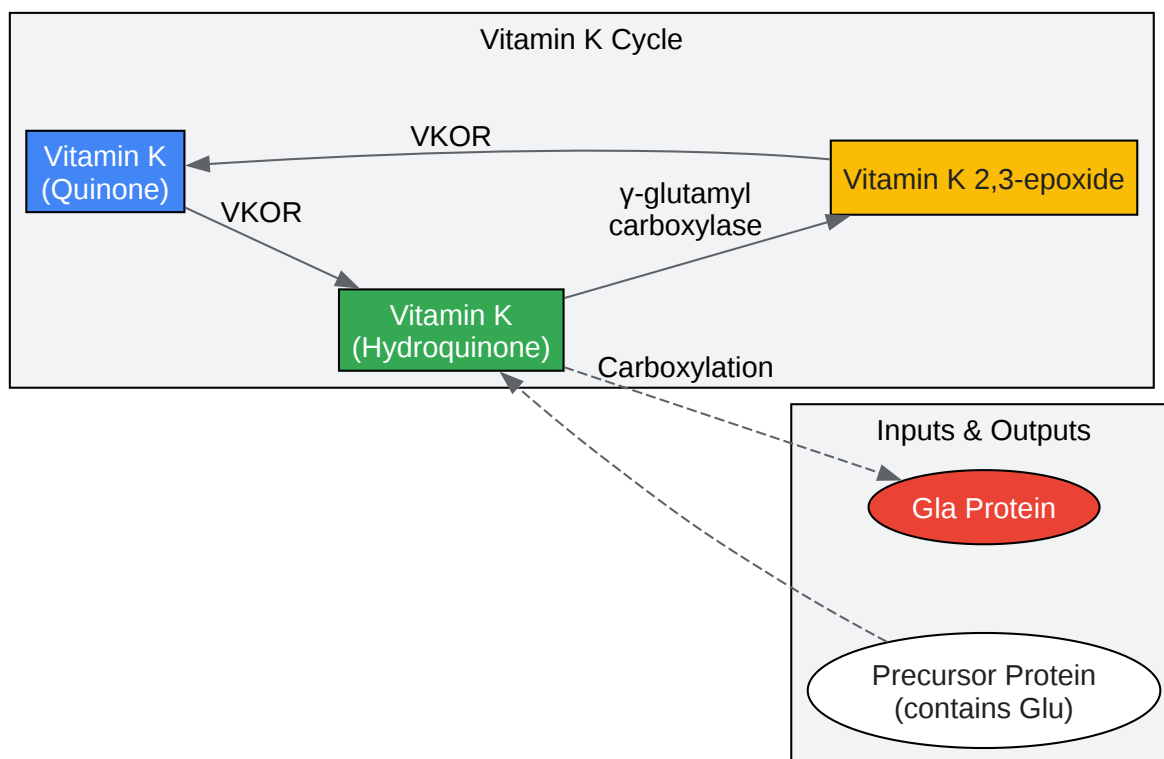 Vitamin K Cycle
VKOR
Vitamin K
(Quinone)
Vitamin K 2,3-epoxide
γ-glutamyl
carboxylase
VKOR
Vitamin K
(Hydroquinone)
Carboxylation
Inputs & Outputs
Gla Protein
Precursor Protein
(contains Glu)